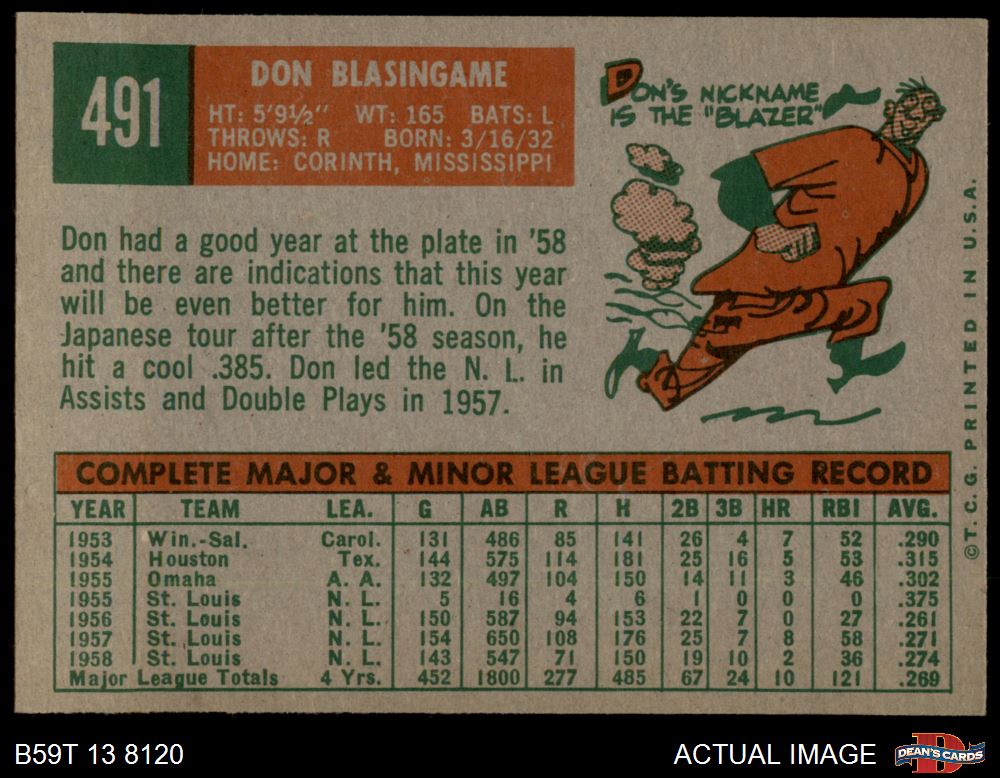 491
DON BLASINGAME
HT: 5'9½" WT: 165 BATS: L
THROWS: R BORN: 3/16/32
HOME: CORINTH, MISSISSIPPI
DON'S NICKNAME
IS THE "BLAZER"
Don had a good year at the plate in '58
and there are indications that this year
will be even better for him. On the
Japanese tour after the '58 season, he
hit a cool .385. Don led the N. L. in
Assists and Double Plays in 1957.
©T.C.G. PRINTED IN U.S.A.
COMPLETE MAJOR & MINOR LEAGUE BATTING RECORD
YEAR TEAM LEA. G AB R H 2B 3B HR RBI AVG.
1953 Win.-Sal. Carol. 131 486 85 141 26 4 7 52 .290
1954 Houston Tex. 144 575 114 181 25 16 5 53 .315
1955 Omaha A. A. 132 497 104 150 14 11 3 46 .302
1955 St. Louis N. L. 5 16 4 6 1 0 0 0 .375
1956 St. Louis N. L. 150 587 94 153 22 7 0 27 .261
1957 St. Louis N. L. 154 650 108 176 25 7 8 58 .271
1958 St. Louis N. L. 143 547 71 150 19 10 2 36 .274
Major League Totals 4 Yrs. 452 1800 277 485 67 24 10 121 .269
B59T 13 8120
ACTUAL IMAGE
DEAN'S CARDS